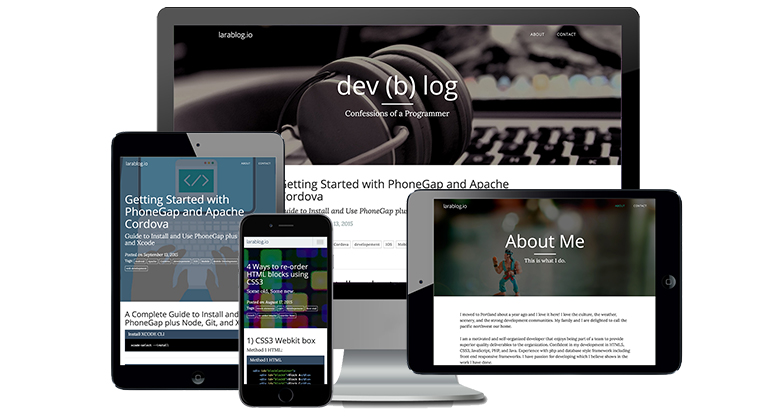 larablog.io
ABOUT CONTACT
dev (b) log
Confessions of a Programmer
Getting Started with PhoneGap and Apache
Cordova
Guide to Install and Use PhoneGap plus
13, 2015
Cordova development iOS
larablog.io
ABOUT CONTACT
Getting Started with
PhoneGap and Apache
Cordova
Guide to Install and Use PhoneGap plus
and Xcode
Posted on September 13, 2015
Tags
A Complete Guide to Install and
PhoneGap plus Node, Git, and X
Install XCODE CLI
xcode-select --install
larablog.io
4 Ways to re-order
HTML blocks using
CSS3
Some old, Some new
Posted on August 17, 2015
Tags
1) CSS3 Webkit box
Method 1 HTML:
Method 1 HTML
larablog.io
ABOUT CONTACT
About Me
This is what I do.
I moved to Portland about a year ago and I love it here! I love the culture, the weather,
scenery, and the strong development communities. My family and I are delighted to call the
pacific northwest our home.
I am a motivated and self-organized developer that enjoys being part of a team to provide
superior quality deliverables to the organization. Confident in my development in HTML5,
CSS, JavaScript, PHP, and Java. Experience with php and database style framework including
front end responsive frameworks. I have passion for developing which I believe shows in the
work I have done.